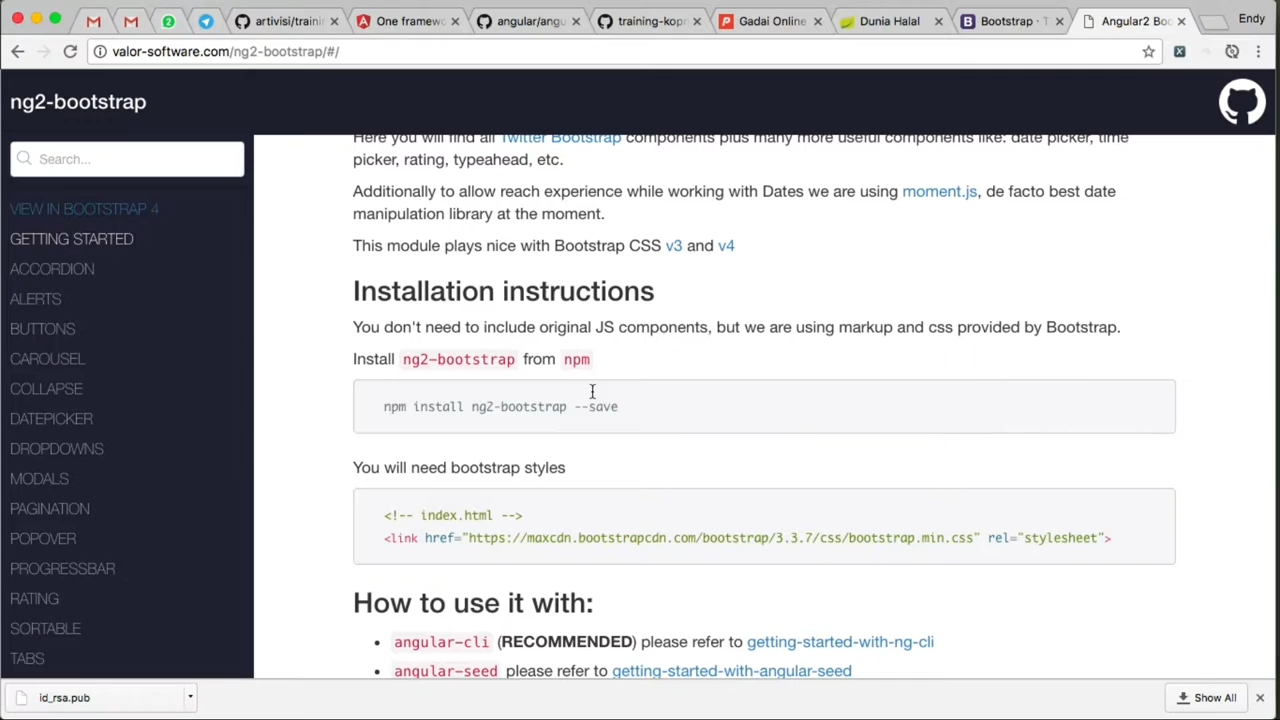 artivisi/traini
One framewo
angular/angu
training-kopr
Gadai Online
Dunia Halal
Bootstrap · T
Angular2 Boo
Endy
valor-software.com/ng2-bootstrap/#/
ng2-bootstrap
Search...
VIEW IN BOOTSTRAP 4
GETTING STARTED
ACCORDION
ALERTS
BUTTONS
CAROUSEL
COLLAPSE
DATEPICKER
DROPDOWNS
MODALS
PAGINATION
POPOVER
PROGRESSBAR
RATING
SORTABLE
TABS
Here you will find all Twitter Bootstrap components plus many more useful components like: date picker, time
picker, rating, typeahead, etc.
Additionally to allow reach experience while working with Dates we are using moment.js, de facto best date
manipulation library at the moment.
This module plays nice with Bootstrap CSS v3 and v4
Installation instructions
You don't need to include original JS components, but we are using markup and css provided by Bootstrap.
Install ng2-bootstrap from npm
npm install ng2-bootstrap --save
You will need bootstrap styles
<!-- index.html -->
<link href="https://maxcdn.bootstrapcdn.com/bootstrap/3.3.7/css/bootstrap.min.css" rel="stylesheet">
How to use it with:
• angular-cli (RECOMMENDED) please refer to getting-started-with-ng-cli
• angular-seed please refer to getting-started-with-angular-seed
id_rsa.pub
Show All